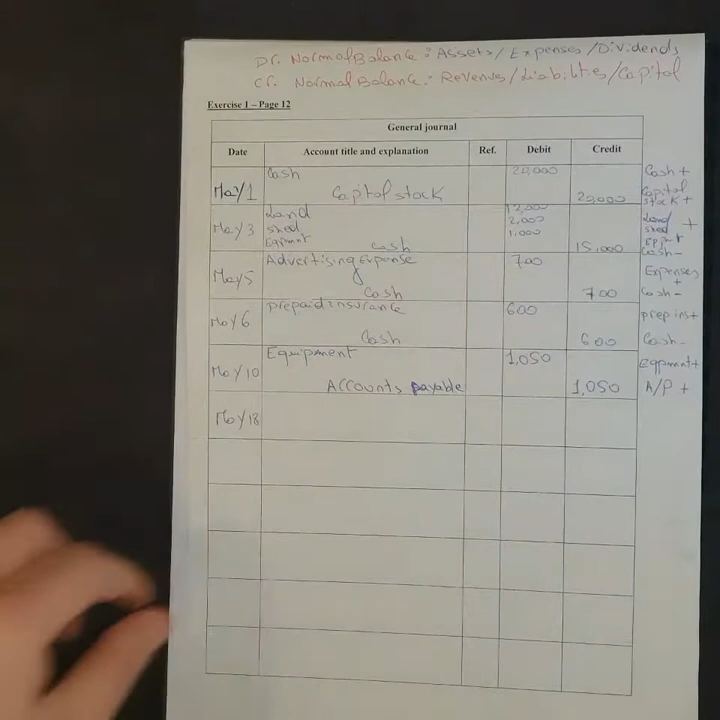 Dr. Normal Balance: Assets / Expenses / Dividends
Cr. Normal Balance: Revenus / Liabilities / Capital
Exercise 1 – Page 12
General journal
Date Account title and explanation Ref. Debit Credit
Cash 20,000 Cash +
May 1 Capital stock 20,000 Capital stock +
Land 12,000 Land
May 3 shed 2,000 shed +
Eqpmnt 1,000
Cash 15,000 Cash -
Advertising Expense 700 Expenses
May 5 +
Cash 700 Cash -
prepaid insurance 600 prep ins +
May 6
Cash 600 Cash -
Equipment 1,050 Eqpmnt +
May 10
Accounts payable 1,050 A/P +
May 18